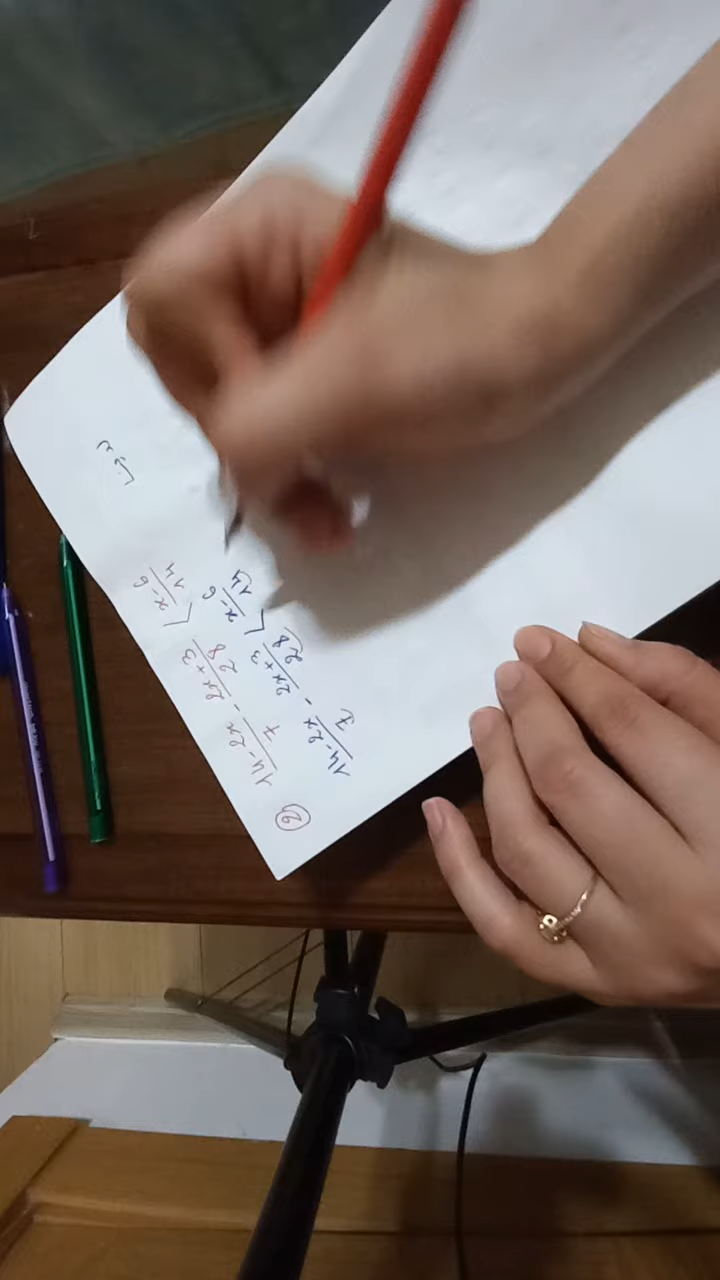 ②
14-2x/7 - 2x+3/28 < x-6/14
14-2x/7 - 2x+3/28 < x-6/14